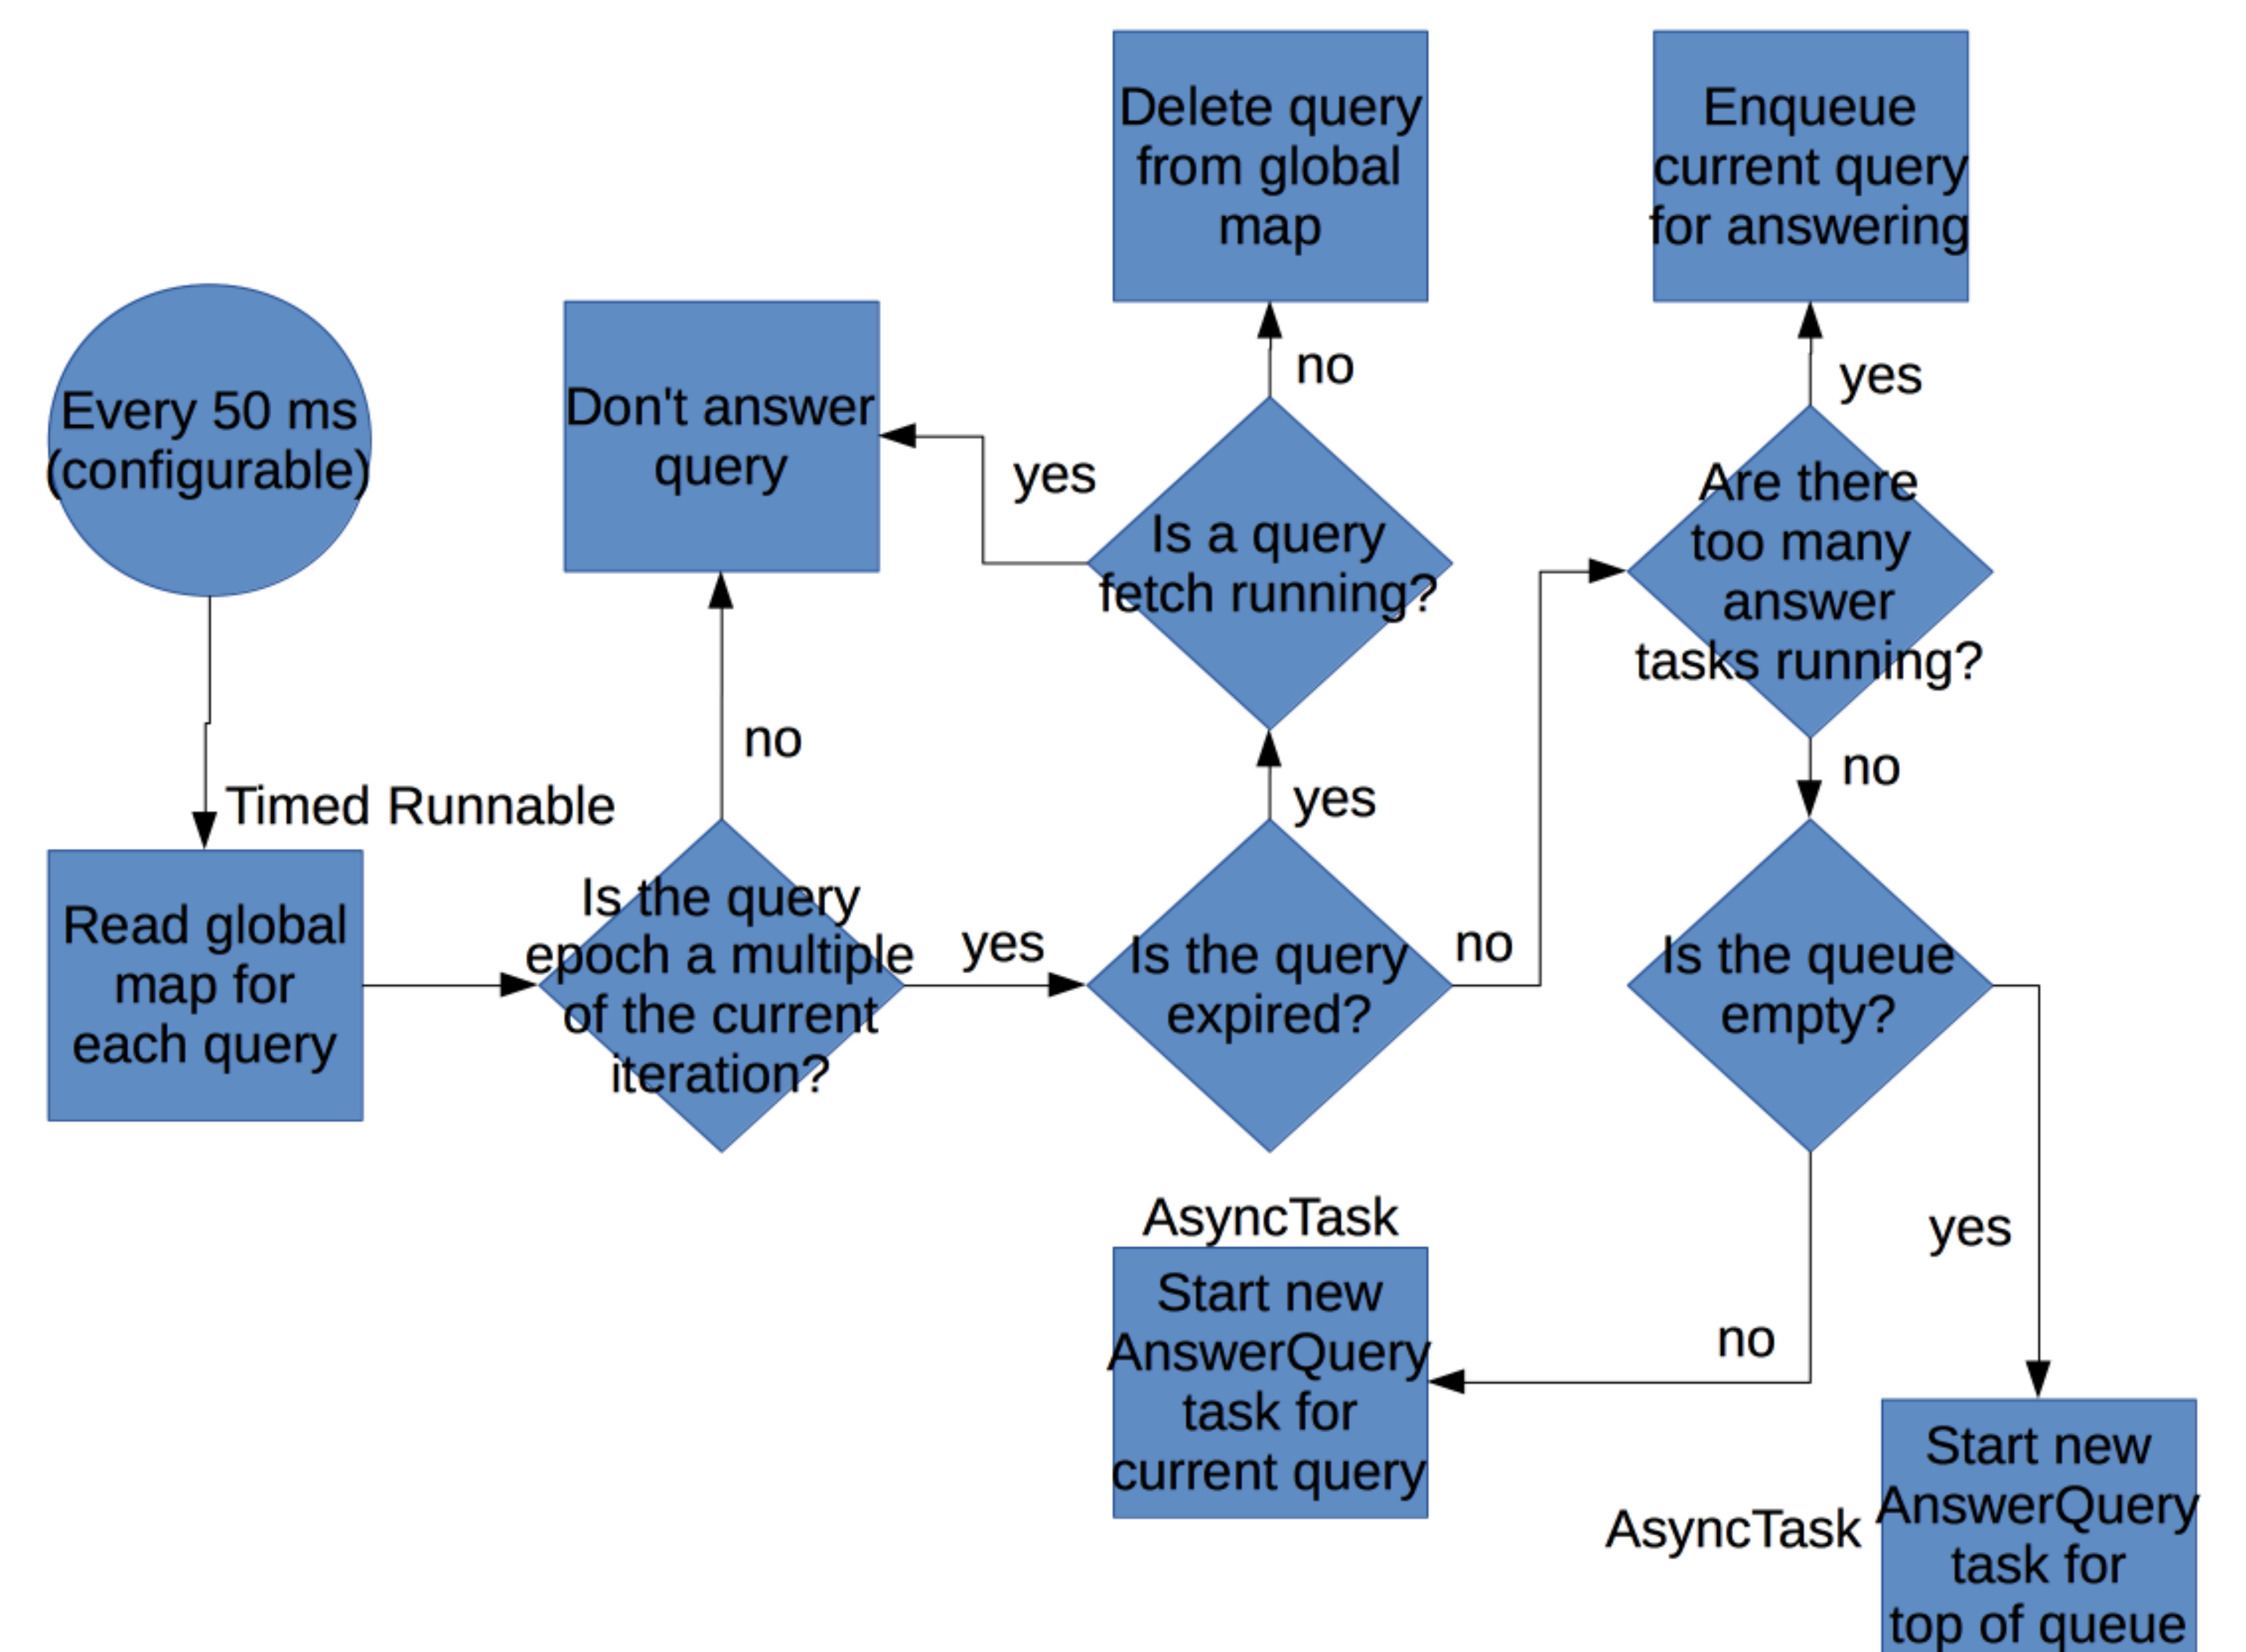 Every 50 ms
(configurable)
Timed Runnable
Read global
map for
each query
Don't answer
query
no
Is the query
epoch a multiple
of the current
iteration?
yes
Delete query
from global
map
no
yes
Is a query
fetch running?
yes
Is the query
expired?
no
Enqueue
current query
for answering
yes
Are there
too many
answer
tasks running?
no
Is the queue
empty?
no
yes
AsyncTask
Start new
AnswerQuery
task for
current query
AsyncTask
Start new
AnswerQuery
task for
top of queue